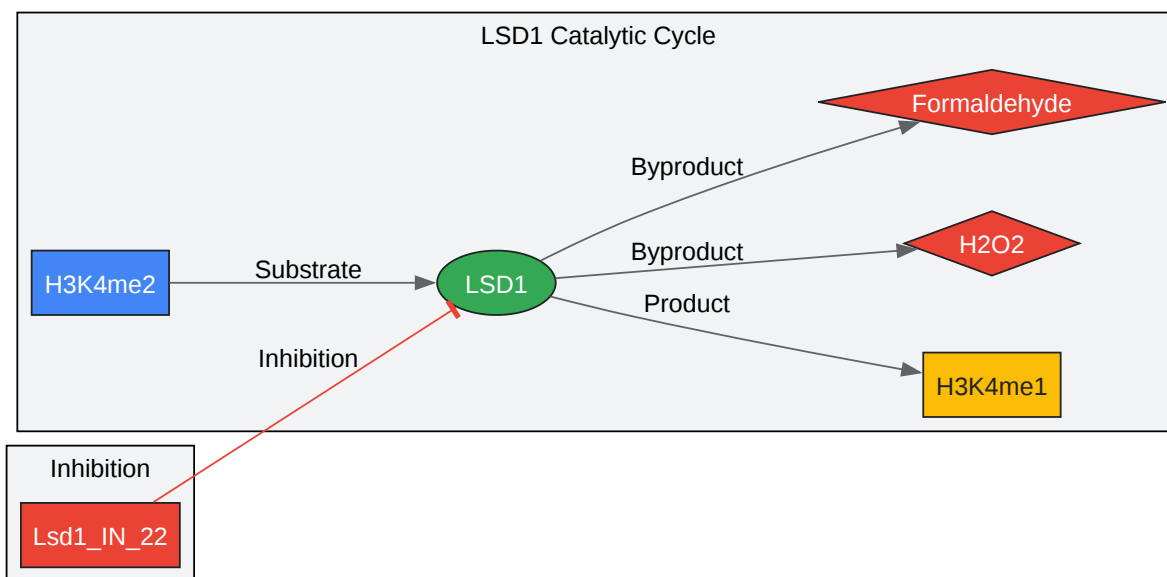 LSD1 Catalytic Cycle
Formaldehyde
Byproduct
H3K4me2
Substrate
LSD1
Byproduct
H2O2
Product
H3K4me1
Inhibition
Inhibition
Lsd1_IN_22